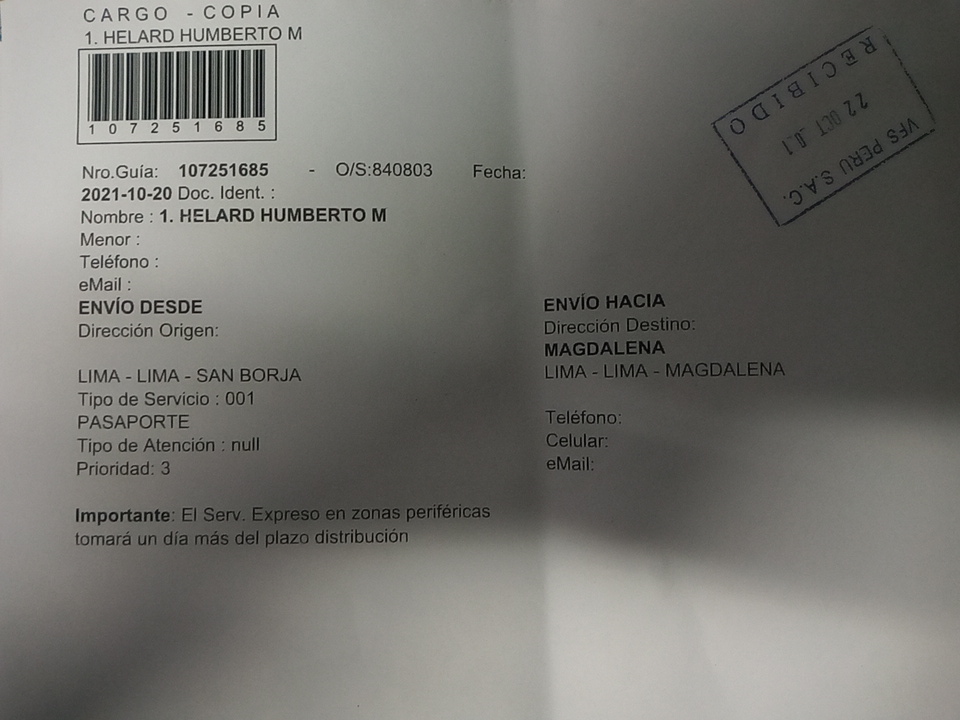 CARGO - COPIA
1. HELARD HUMBERTO M
107251685
Nro.Guía: 107251685 - O/S:840803 Fecha:
2021-10-20 Doc. Ident. :
Nombre : 1. HELARD HUMBERTO M
Menor :
Teléfono :
eMail :
ENVÍO DESDE
Dirección Origen:
LIMA - LIMA - SAN BORJA
Tipo de Servicio : 001
PASAPORTE
Tipo de Atención : null
Prioridad: 3
Importante: El Serv. Expreso en zonas periféricas
tomará un día más del plazo distribución
ENVÍO HACIA
Dirección Destino:
MAGDALENA
LIMA - LIMA - MAGDALENA
Teléfono:
Celular:
eMail:
VFS PERU S.A.C.
22 OCT
RECIBIDO